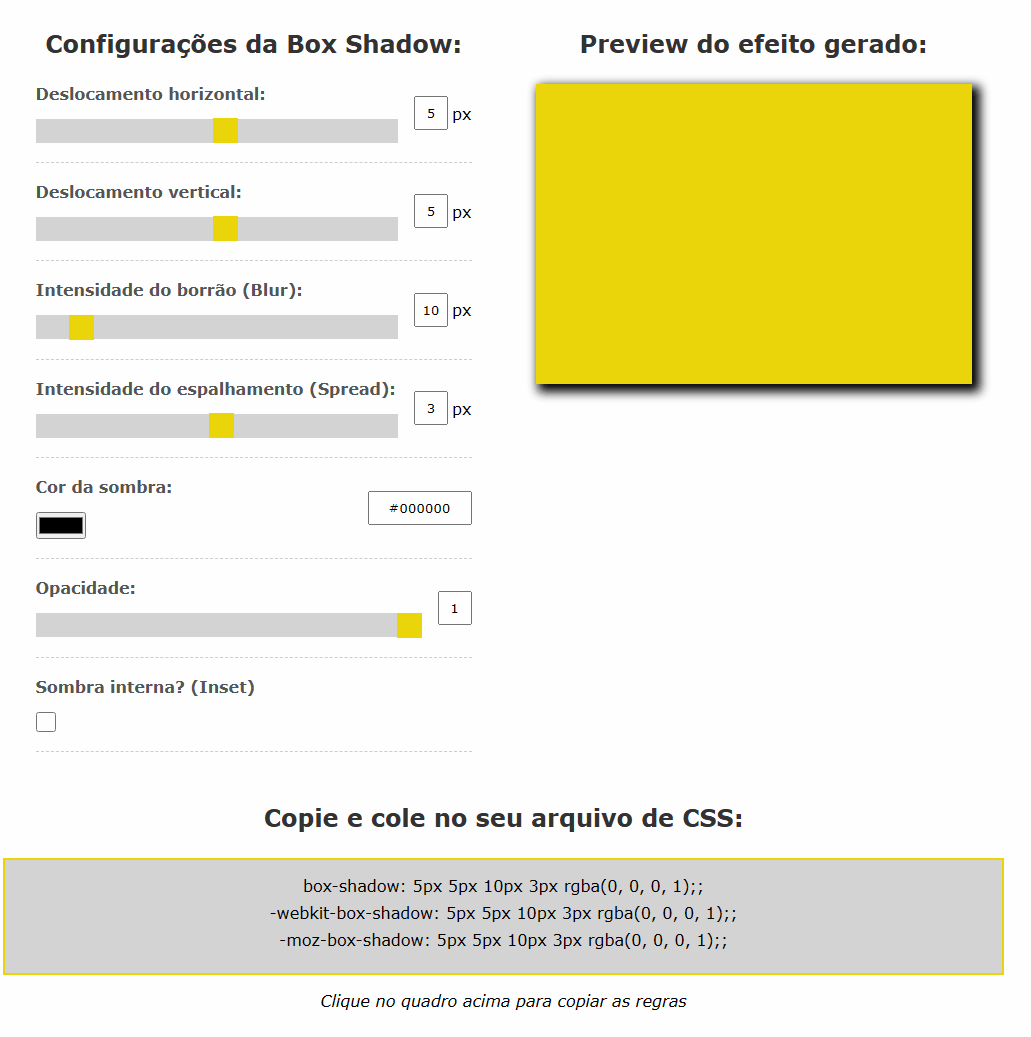 Configurações da Box Shadow:
Deslocamento horizontal:
5 px
Deslocamento vertical:
5 px
Intensidade do borrão (Blur):
10 px
Intensidade do espalhamento (Spread):
3 px
Cor da sombra:
#000000
Opacidade:
1
Sombra interna? (Inset)
Preview do efeito gerado:
Copie e cole no seu arquivo de CSS:
box-shadow: 5px 5px 10px 3px rgba(0, 0, 0, 1);;
-webkit-box-shadow: 5px 5px 10px 3px rgba(0, 0, 0, 1);;
-moz-box-shadow: 5px 5px 10px 3px rgba(0, 0, 0, 1);;
Clique no quadro acima para copiar as regras